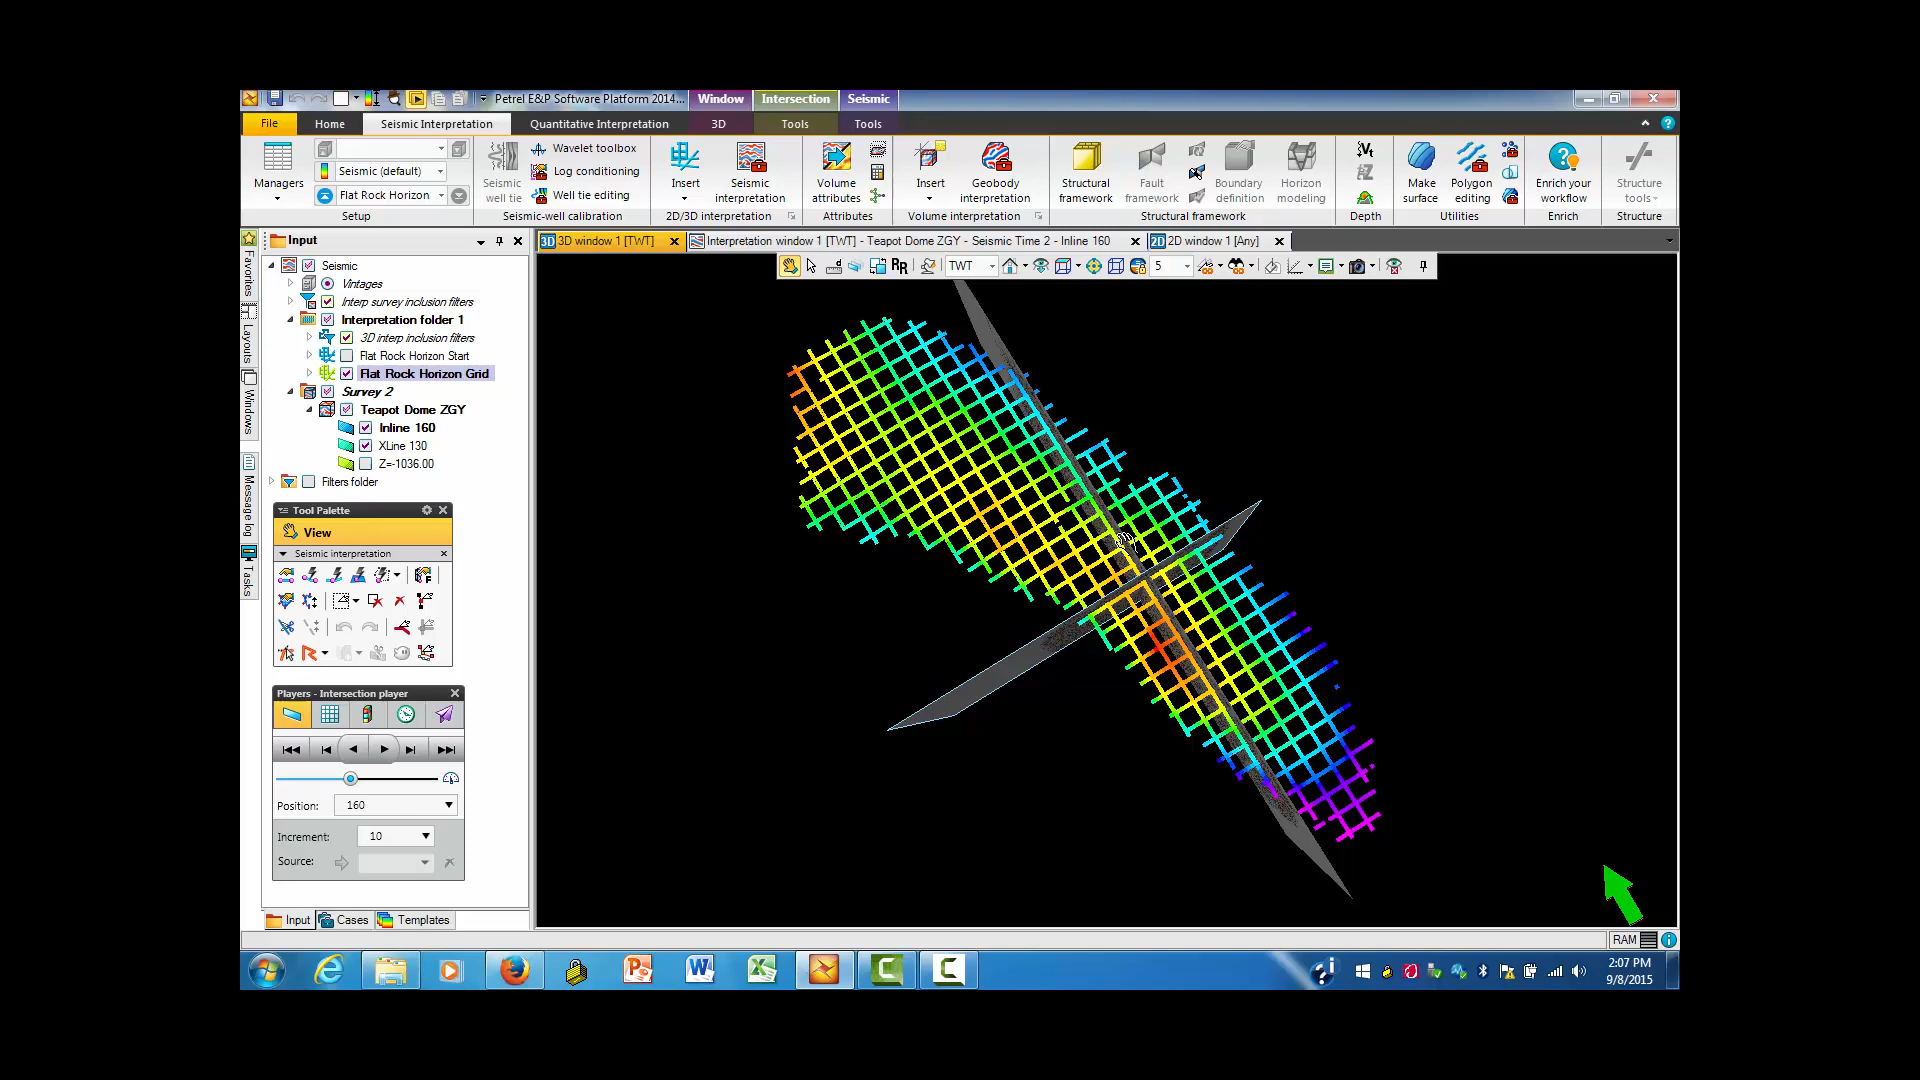 Petrel E&P Software Platform 2014... Window Intersection Seismic
File Home Seismic Interpretation Quantitative Interpretation 3D Tools Tools
Managers
Seismic (default)
Flat Rock Horizon
Setup
Seismic well tie
Wavelet toolbox
Log conditioning
Well tie editing
Seismic-well calibration
Insert
Seismic interpretation
2D/3D interpretation
Volume attributes
Attributes
Insert
Geobody interpretation
Volume interpretation
Structural framework
Fault framework
Boundary definition
Horizon modeling
Structural framework
Depth
Make surface
Polygon editing
Utilities
Enrich your workflow
Enrich
Structure tools
Structure
Favorites
Layouts
Windows
Message log
Tasks
Input
Seismic
Vintages
Interp survey inclusion filters
Interpretation folder 1
3D interp inclusion filters
Flat Rock Horizon Start
Flat Rock Horizon Grid
Survey 2
Teapot Dome ZGY
Inline 160
XLine 130
Z=-1036.00
Filters folder
3D 3D window 1 [TWT]
Interpretation window 1 [TWT] - Teapot Dome ZGY - Seismic Time 2 - Inline 160
2D 2D window 1 [Any]
RR TWT 5
Tool Palette
View
Seismic interpretation
Players - Intersection player
Position: 160
Increment: 10
Source:
Input Cases Templates
RAM
2:07 PM
9/8/2015